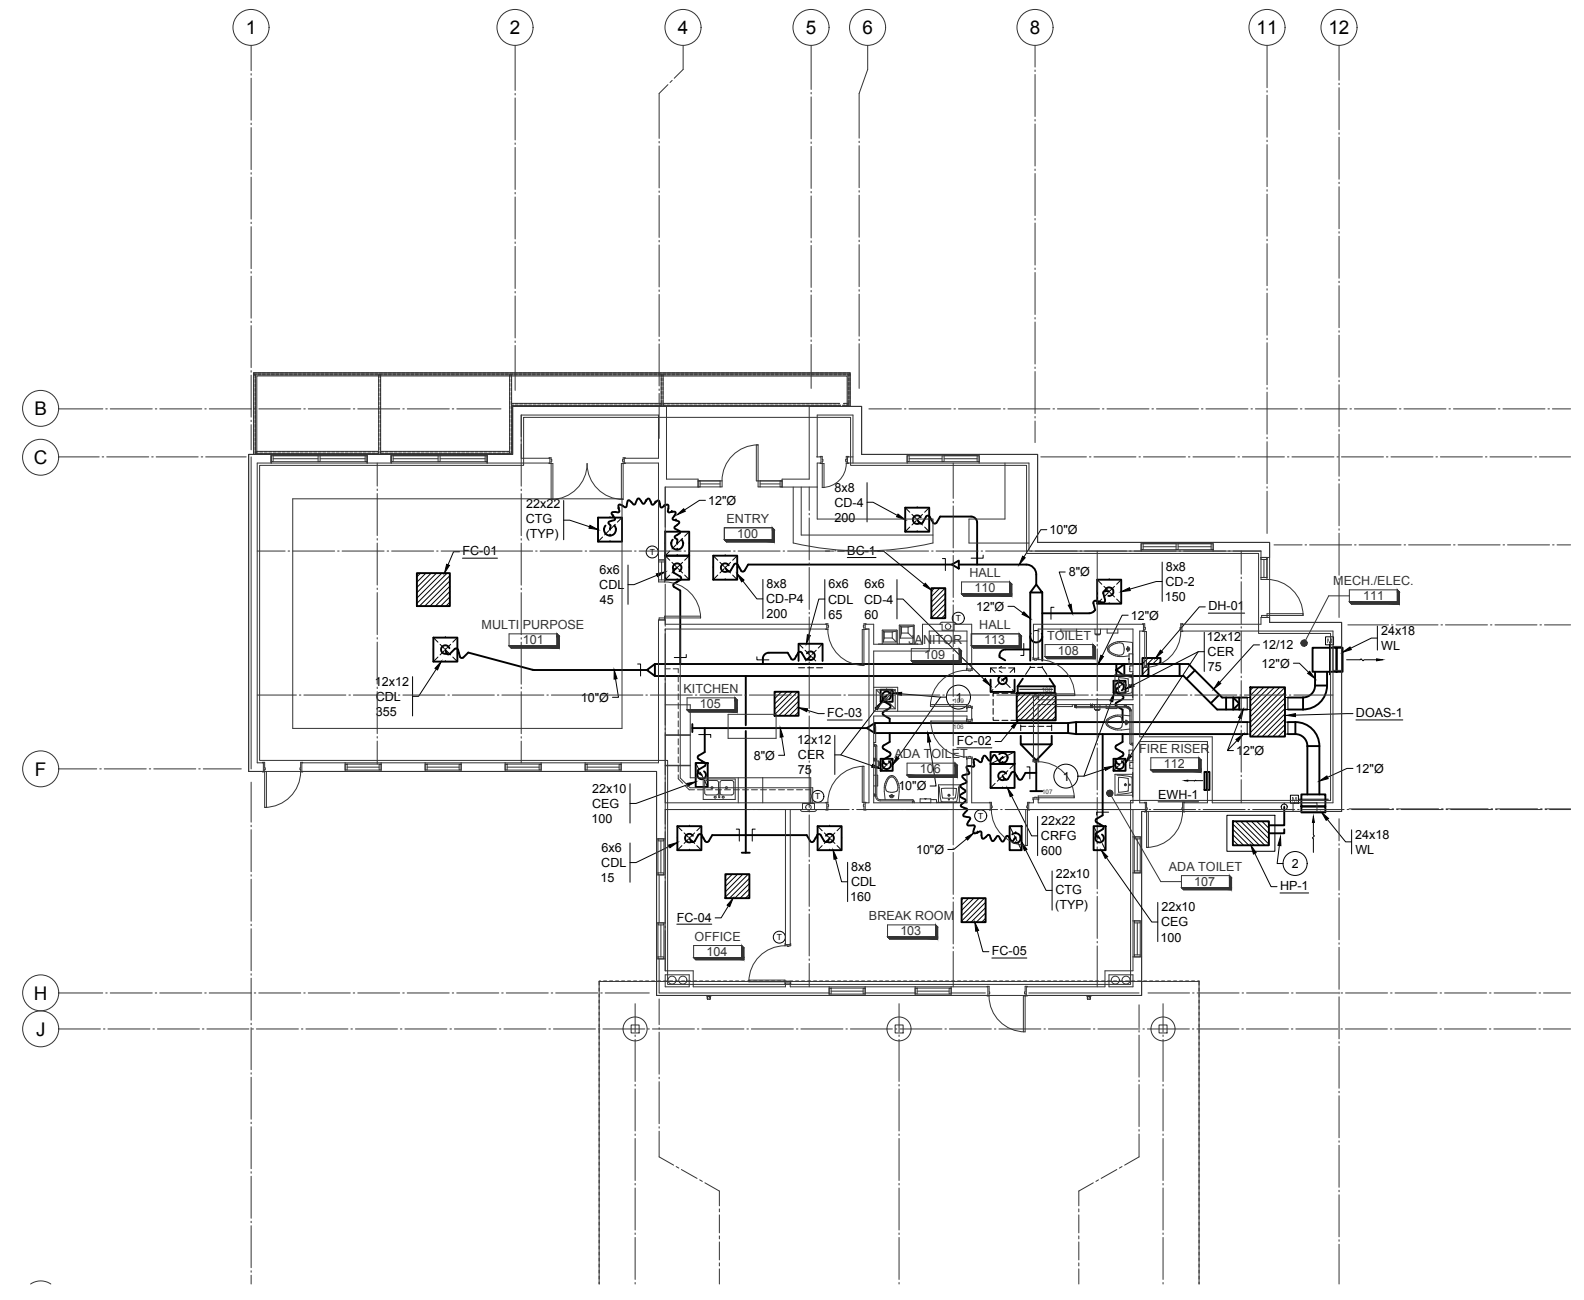 1
2
4
5
6
8
11
12
B
C
F
H
J
22x22
CTG
(TYP)
12"Ø
ENTRY
100
8x8
CD-4
200
10"Ø
FC-01
BC-1
HALL
110
8"Ø
8x8
CD-2
150
MECH./ELEC.
111
T
6x6
CDL
45
8x8
CD-P4
200
6x6
CDL
65
6x6
CD-4
60
12"Ø
T
DH-01
12"Ø
MULTI PURPOSE
101
JANITOR
109
HALL
113
TOILET
108
12x12
CER
75
12/12
12"Ø
M
24x18
WL
12x12
CDL
355
10"Ø
KITCHEN
105
FC-03
1
DOAS-1
8"Ø
12x12
CER
75
FC-02
106
ADA TOILET
106
10"Ø
1
107
FIRE RISER
112
EWH-1
12"Ø
12"Ø
22x10
CEG
100
T
T
M
24x18
WL
6x6
CDL
15
8x8
CDL
160
10"Ø
22x22
CRFG
600
22x10
CTG
(TYP)
ADA TOILET
107
2
HP-1
22x10
CEG
100
FC-04
OFFICE
104
T
BREAK ROOM
103
FC-05